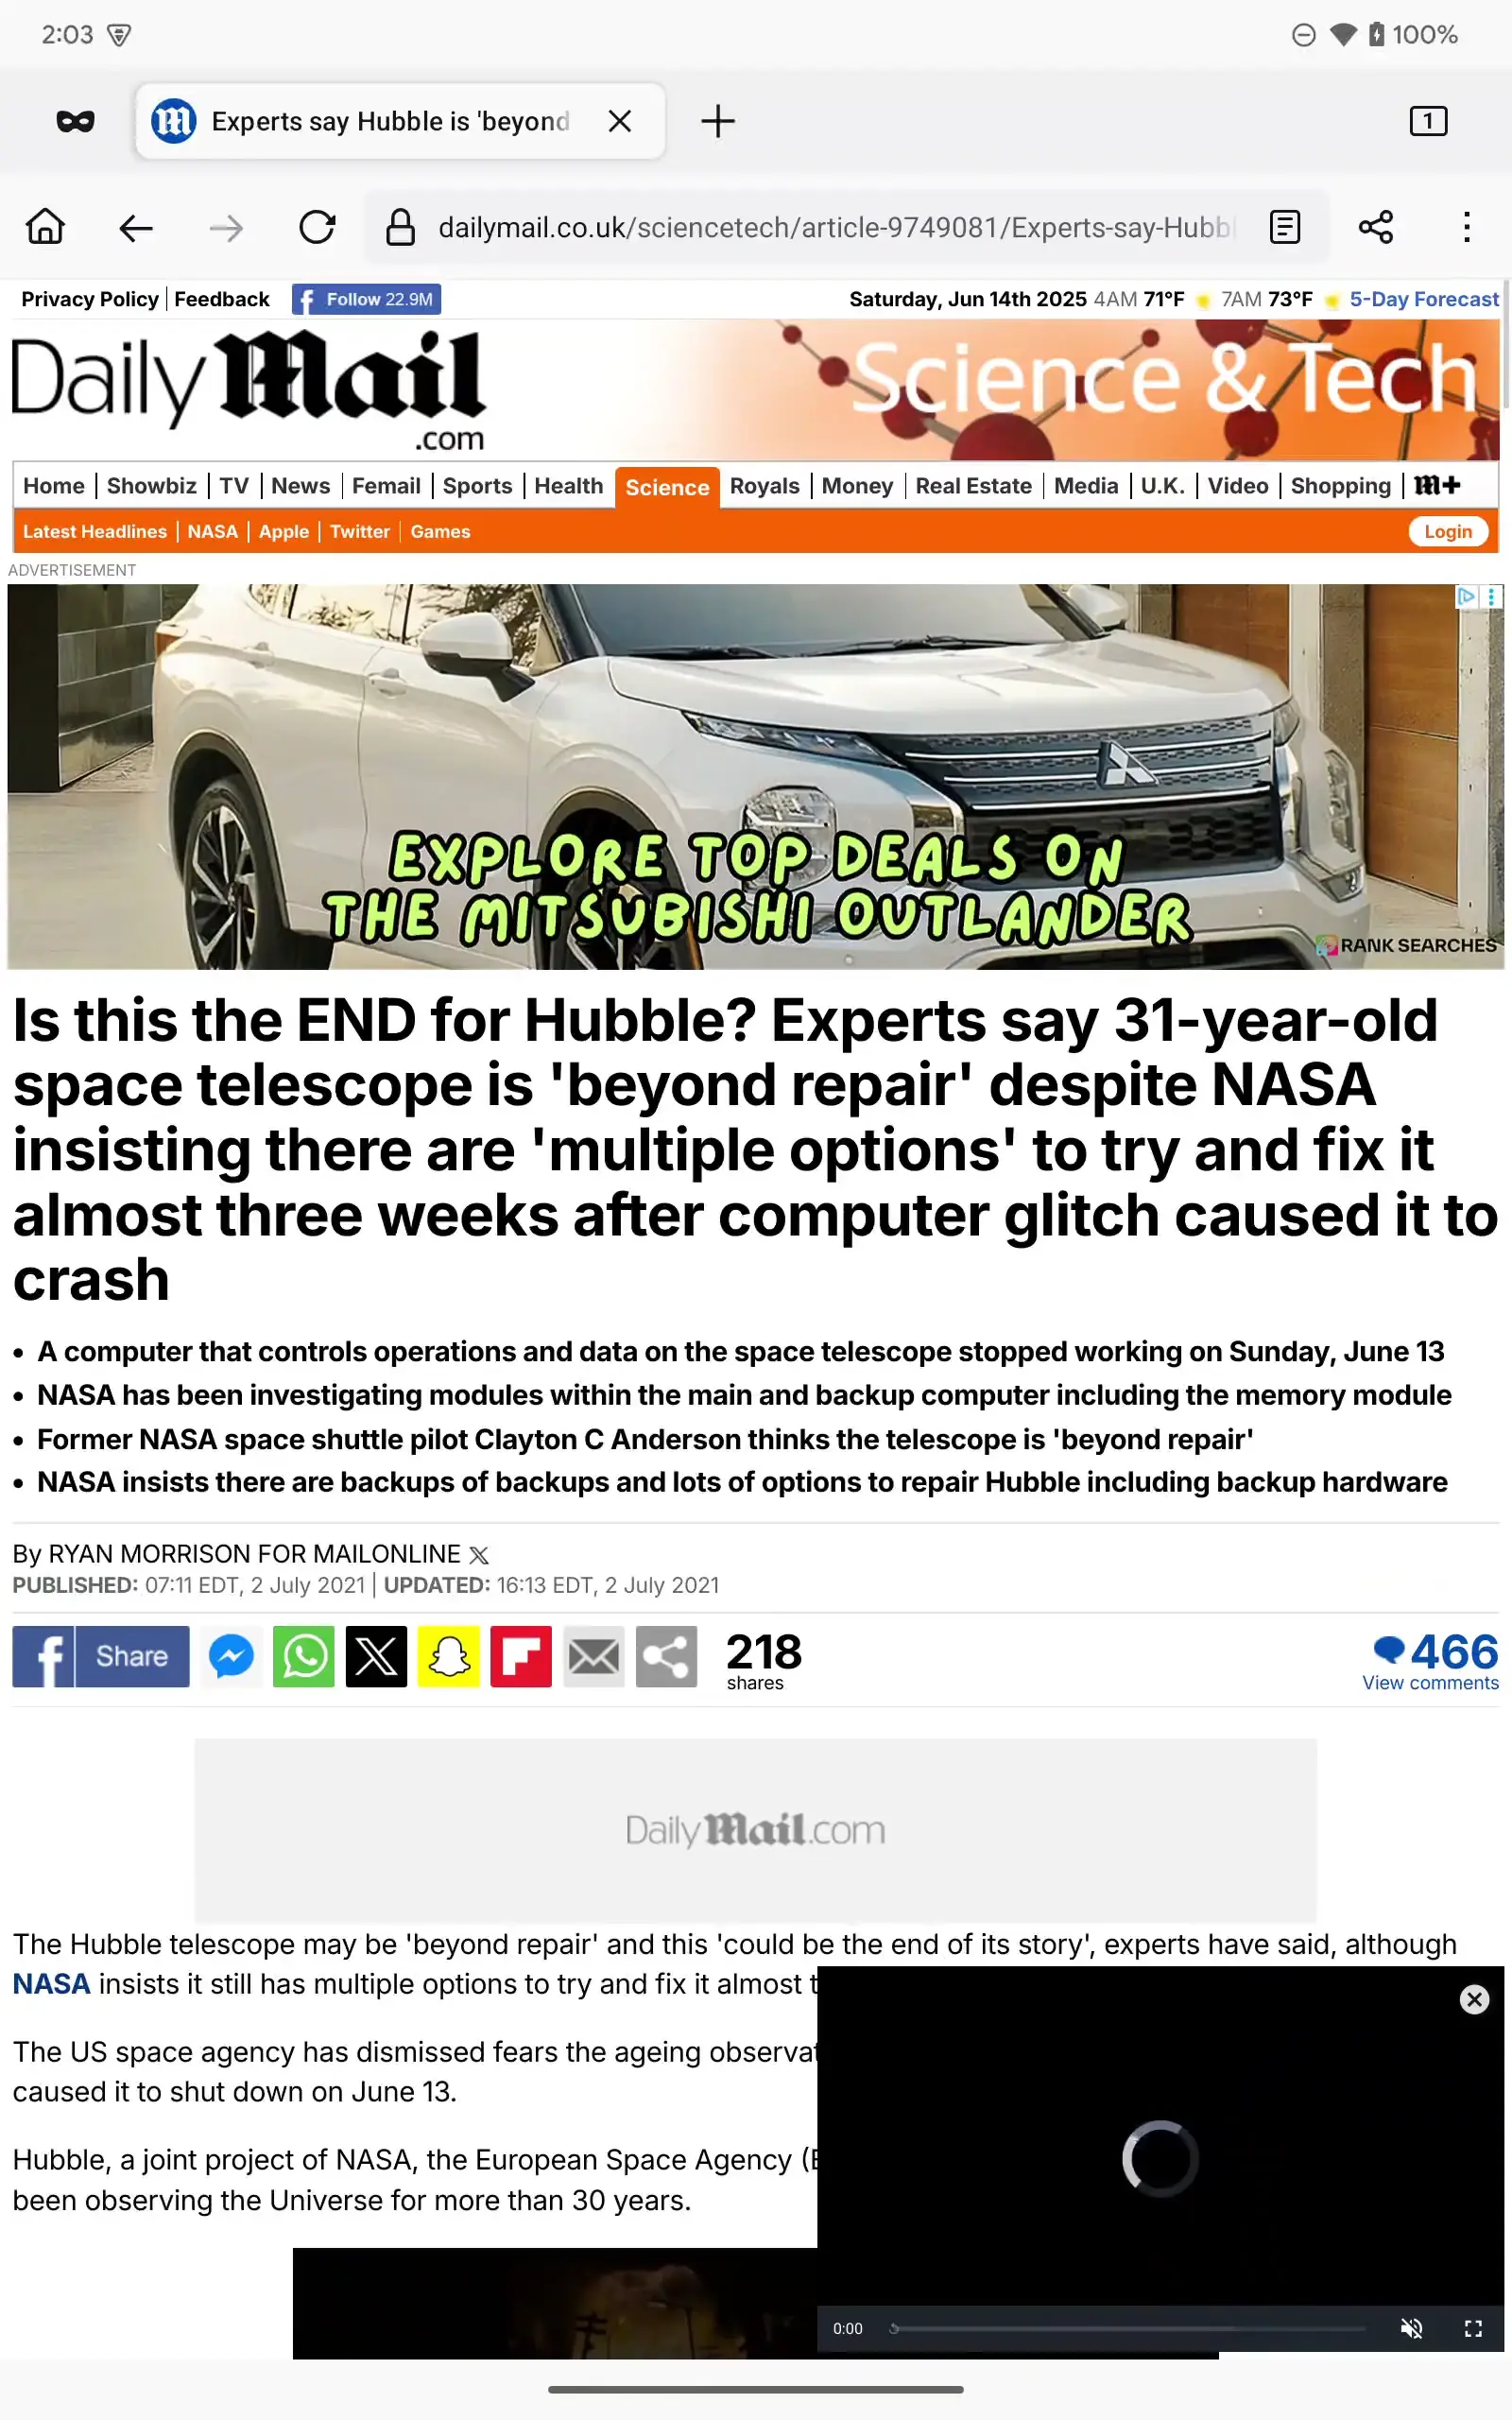 2:03
100%
Experts say Hubble is 'beyond
1
dailymail.co.uk/sciencetech/article-9749081/Experts-say-Hubbl
Privacy Policy | Feedback
Follow 22.9M
Saturday, Jun 14th 2025 4AM 71°F 7AM 73°F 5-Day Forecast
Daily Mail
.com
Science & Tech
Home | Showbiz | TV | News | Femail | Sports | Health | Science | Royals | Money | Real Estate | Media | U.K. | Video | Shopping | m+
Latest Headlines | NASA | Apple | Twitter | Games
Login
ADVERTISEMENT
EXPLORE TOP DEALS ON
THE MITSUBISHI OUTLANDER
RANK SEARCHES
Is this the END for Hubble? Experts say 31-year-old
space telescope is 'beyond repair' despite NASA
insisting there are 'multiple options' to try and fix it
almost three weeks after computer glitch caused it to
crash
• A computer that controls operations and data on the space telescope stopped working on Sunday, June 13
• NASA has been investigating modules within the main and backup computer including the memory module
• Former NASA space shuttle pilot Clayton C Anderson thinks the telescope is 'beyond repair'
• NASA insists there are backups of backups and lots of options to repair Hubble including backup hardware
By RYAN MORRISON FOR MAILONLINE
PUBLISHED: 07:11 EDT, 2 July 2021 | UPDATED: 16:13 EDT, 2 July 2021
Share
218
shares
466
View comments
Daily Mail.com
The Hubble telescope may be 'beyond repair' and this 'could be the end of its story', experts have said, although
NASA insists it still has multiple options to try and fix it almost t
The US space agency has dismissed fears the ageing observat
caused it to shut down on June 13.
Hubble, a joint project of NASA, the European Space Agency (E
been observing the Universe for more than 30 years.
0:00